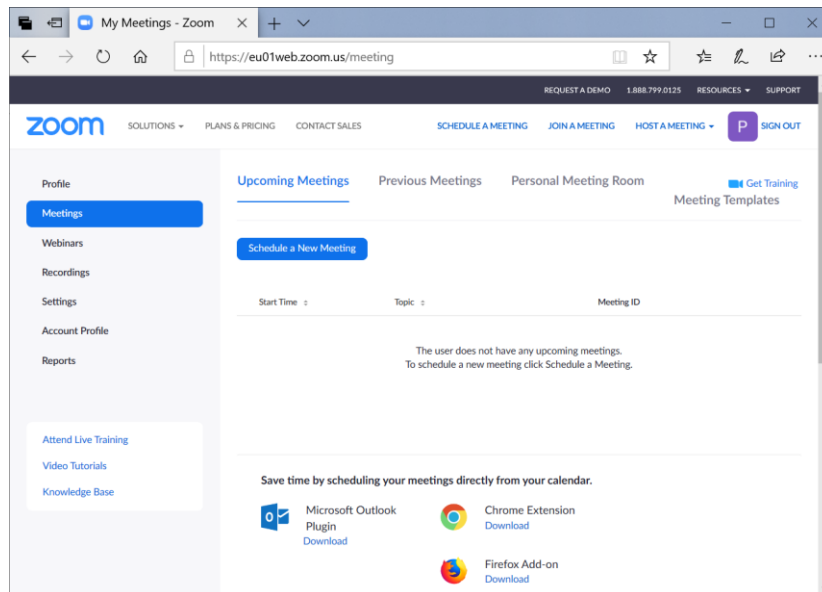 My Meetings - Zoom
https://eu01web.zoom.us/meeting
REQUEST A DEMO 1.888.799.0125 RESOURCES SUPPORT
zoom SOLUTIONS PLANS & PRICING CONTACT SALES SCHEDULE A MEETING JOIN A MEETING HOST A MEETING P SIGN OUT
Profile
Meetings
Webinars
Recordings
Settings
Account Profile
Reports
Attend Live Training
Video Tutorials
Knowledge Base
Upcoming Meetings Previous Meetings Personal Meeting Room Get Training
Meeting Templates
Schedule a New Meeting
Start Time Topic Meeting ID
The user does not have any upcoming meetings.
To schedule a new meeting click Schedule a Meeting.
Save time by scheduling your meetings directly from your calendar.
Microsoft Outlook
Plugin
Download
Chrome Extension
Download
Firefox Add-on
Download